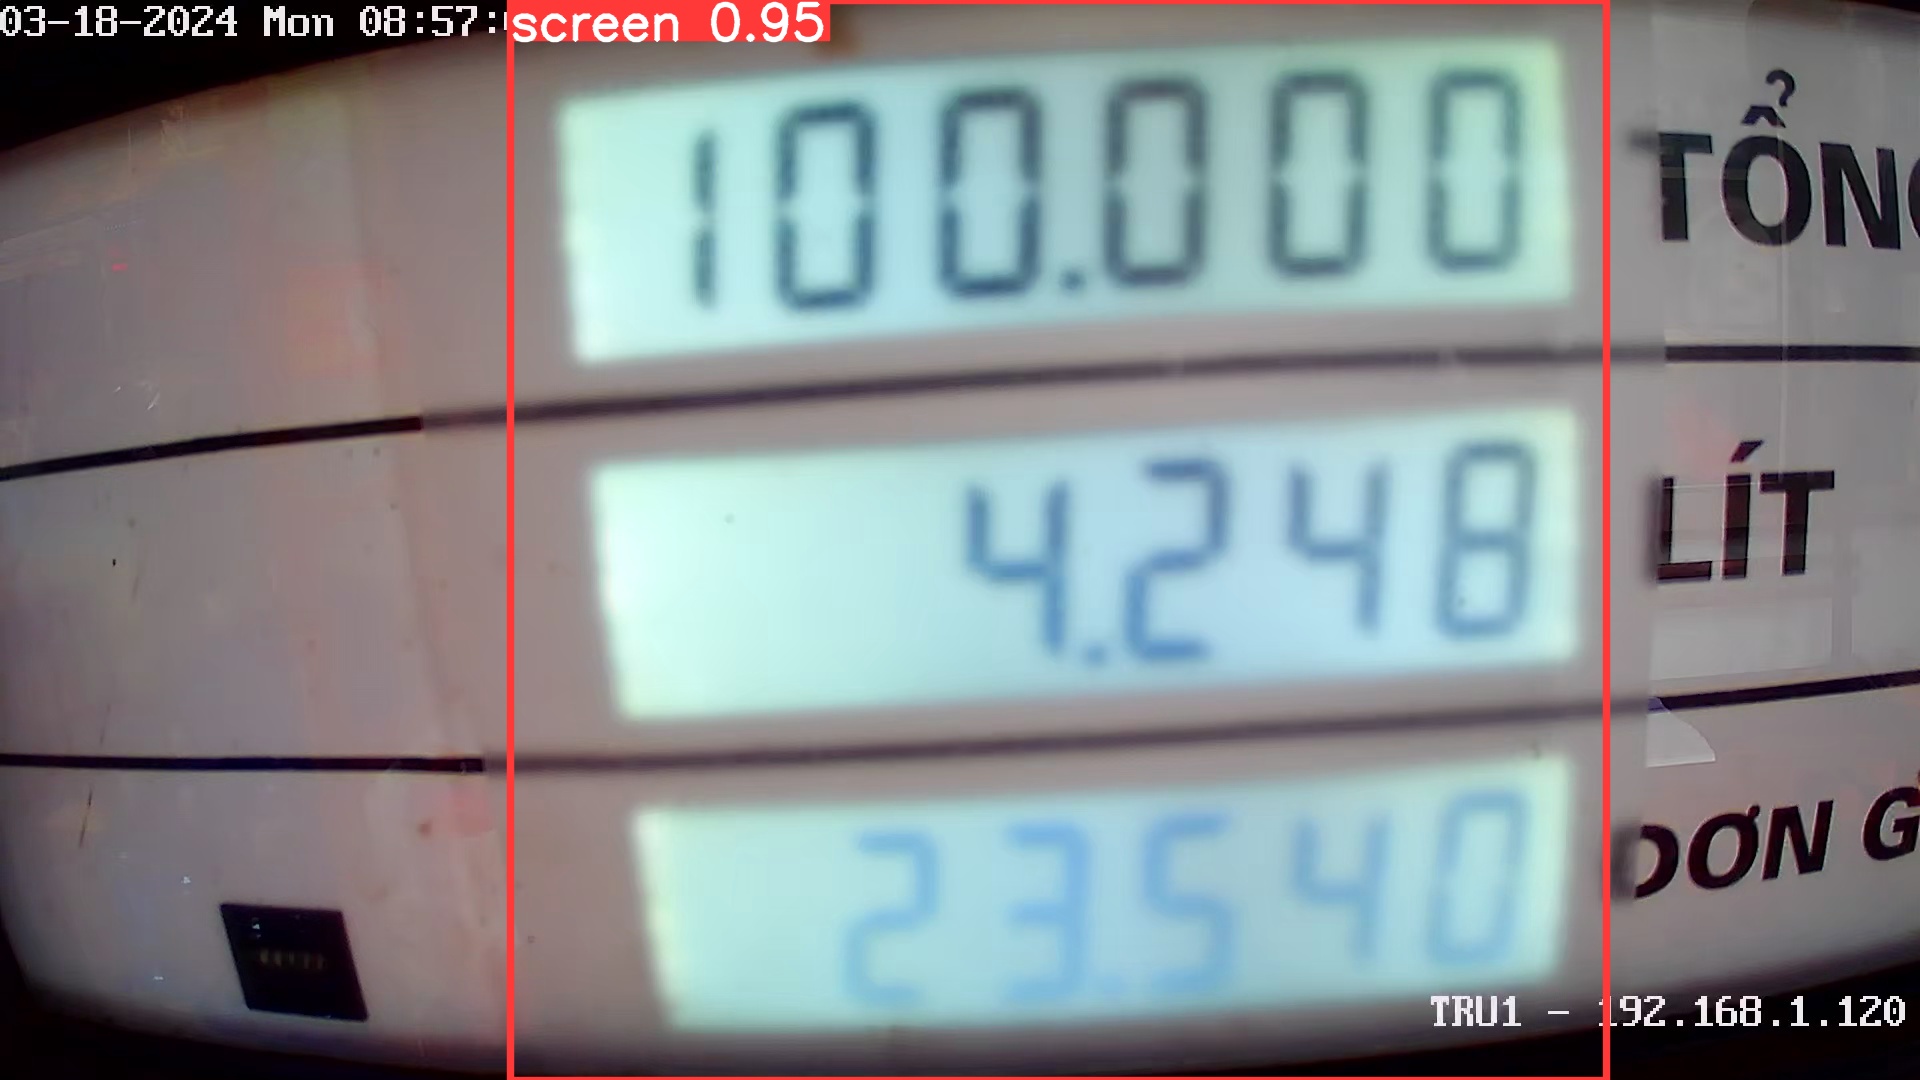 03-18-2024 Mon 08:57:
screen 0.95
100.000
TỔNG
4.248
LÍT
23.540
ĐƠN G
TRU1 - 192.168.1.120